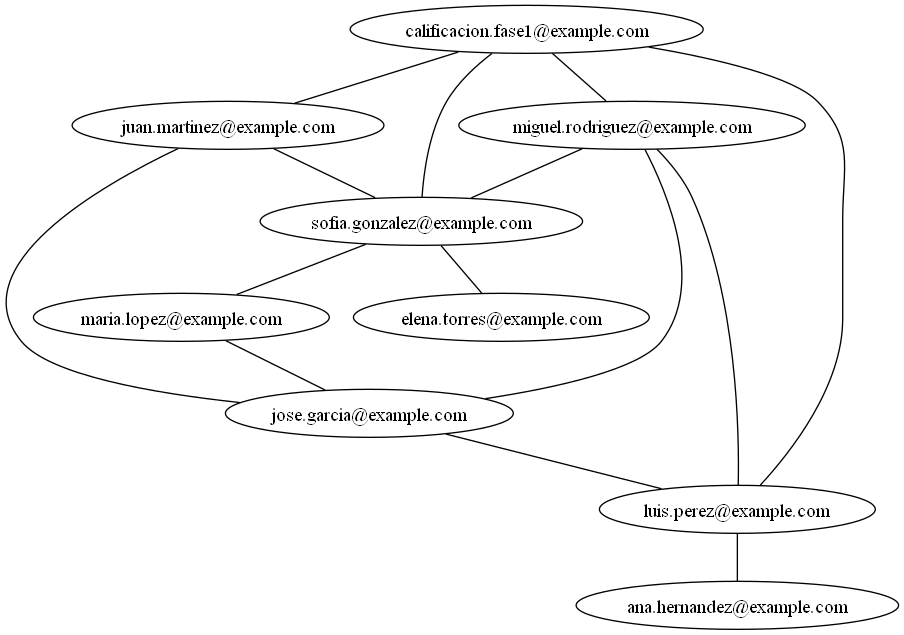 calificacion.fase1@example.com
juan.martinez@example.com
miguel.rodriguez@example.com
sofia.gonzalez@example.com
maria.lopez@example.com
elena.torres@example.com
jose.garcia@example.com
luis.perez@example.com
ana.hernandez@example.com